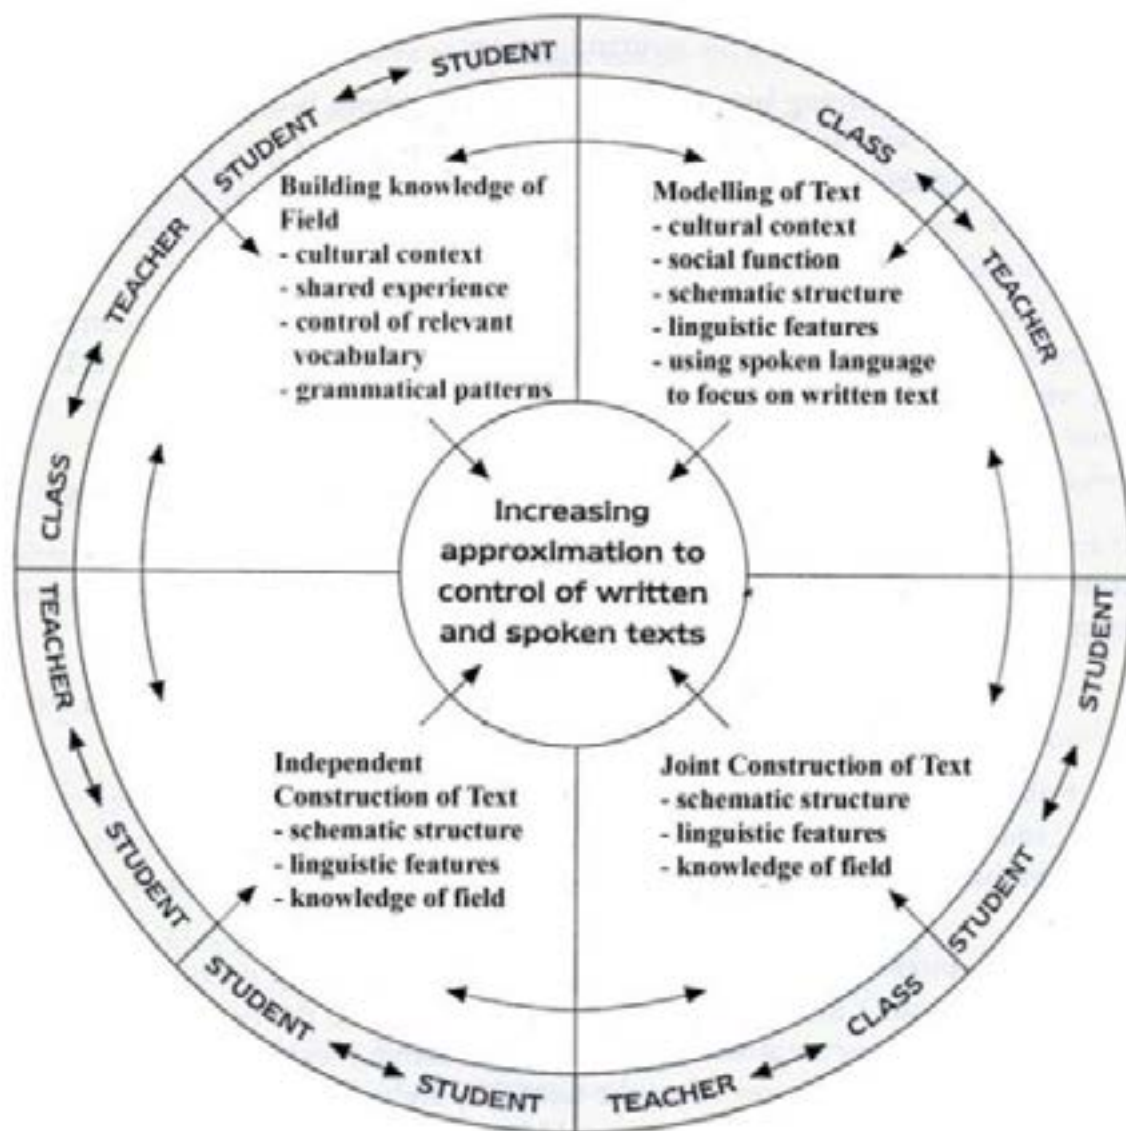 STUDENT ↔ STUDENT
CLASS ↔ TEACHER
CLASS ↔ TEACHER
STUDENT ↔ STUDENT
TEACHER ↔ CLASS
TEACHER ↔ STUDENT
STUDENT ↔ STUDENT
Building knowledge of
Field
- cultural context
- shared experience
- control of relevant
vocabulary
- grammatical patterns
Modelling of Text
- cultural context
- social function
- schematic structure
- linguistic features
- using spoken language
to focus on written text
Increasing
approximation to
control of written
and spoken texts
Independent
Construction of Text
- schematic structure
- linguistic features
- knowledge of field
Joint Construction of Text
- schematic structure
- linguistic features
- knowledge of field